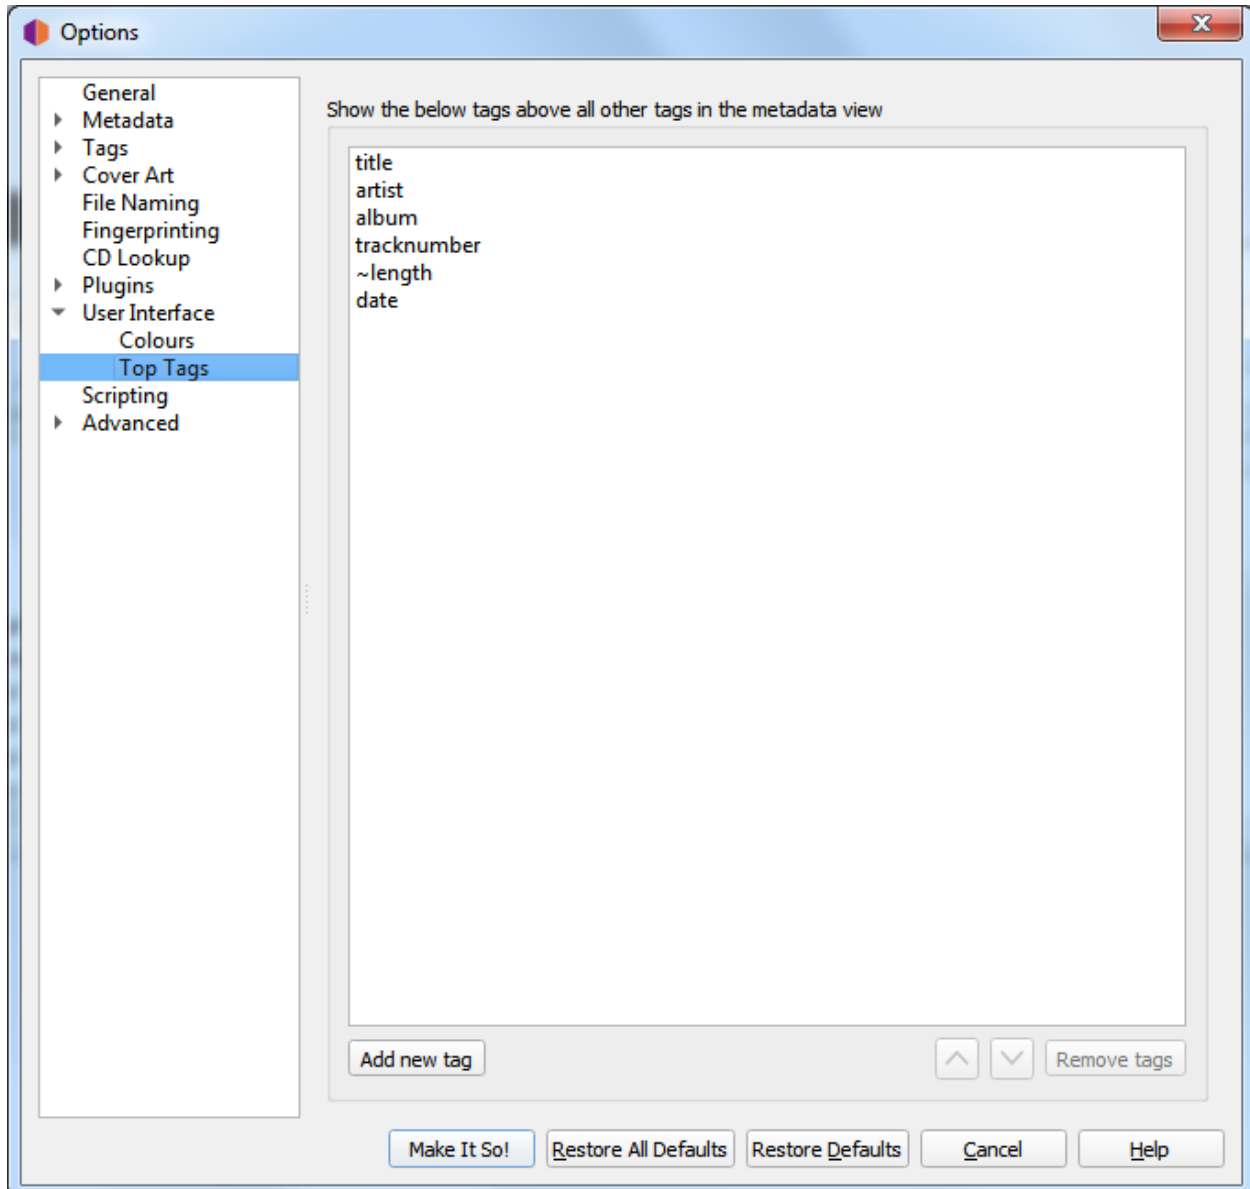 Options
General
Metadata
Tags
Cover Art
File Naming
Fingerprinting
CD Lookup
Plugins
User Interface
Colours
Top Tags
Scripting
Advanced
Show the below tags above all other tags in the metadata view
title
artist
album
tracknumber
~length
date
Add new tag
Remove tags
Make It So!
Restore All Defaults
Restore Defaults
Cancel
Help